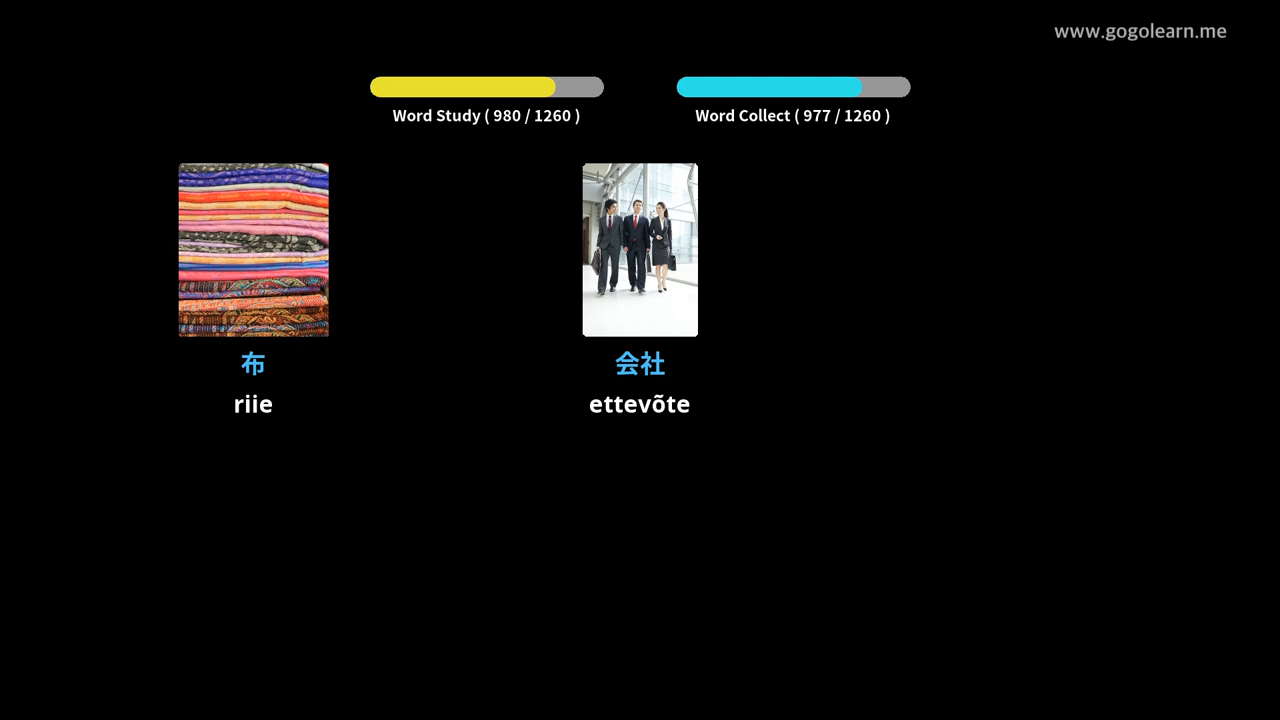 www.gogolearn.me
Word Study ( 980 / 1260 )
Word Collect ( 977 / 1260 )
布
riie
会社
ettevõte